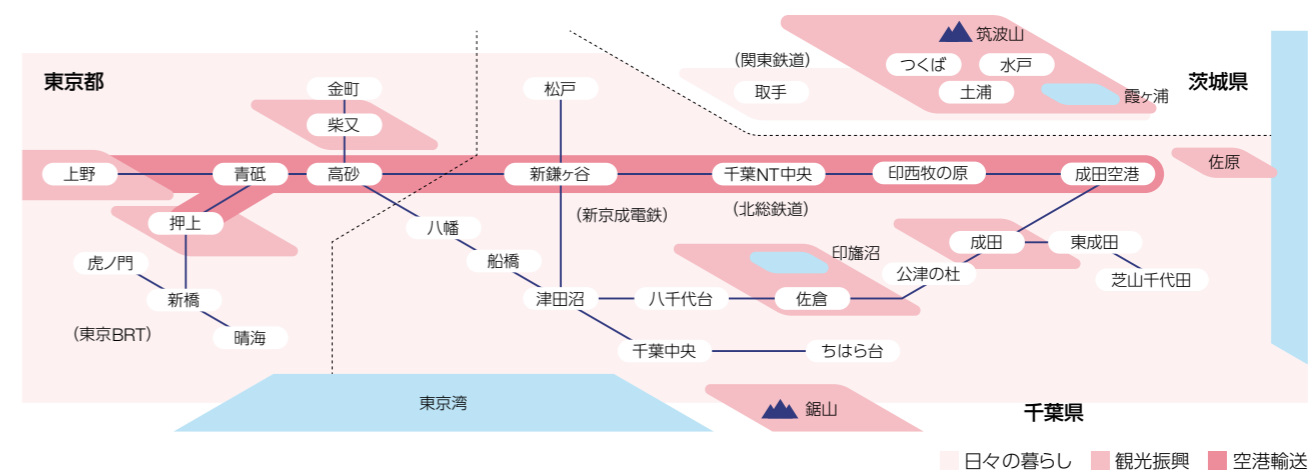 東京都
茨城県
筑波山
つくば
水戸
土浦
霞ヶ浦
(関東鉄道)
取手
金町
柴又
松戸
上野
青砥
高砂
新鎌ヶ谷
千葉NT中央
印西牧の原
成田空港
佐原
押上
八幡
(新京成電鉄)
(北総鉄道)
虎ノ門
船橋
印旛沼
成田
東成田
新橋
津田沼
八千代台
佐倉
公津の杜
芝山千代田
(東京BRT)
晴海
千葉中央
ちはら台
東京湾
鋸山
千葉県
日々の暮らし
観光振興
空港輸送